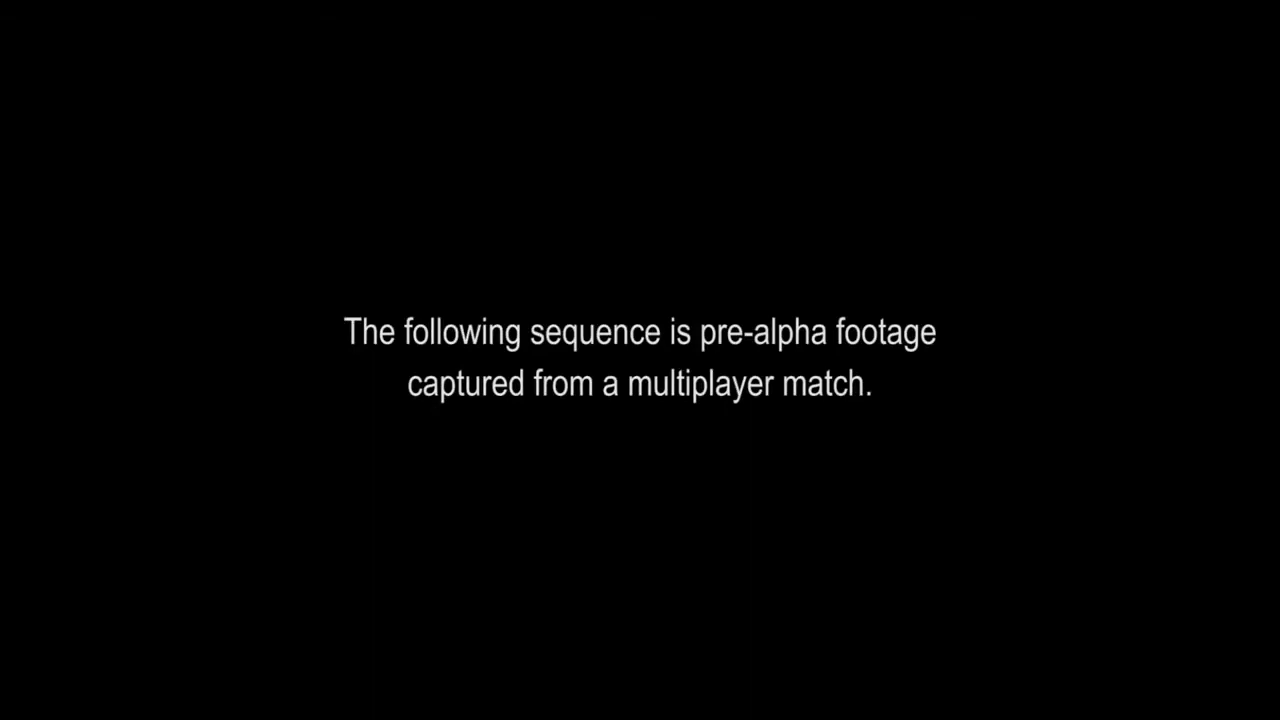 The following sequence is pre-alpha footage
captured from a multiplayer match.